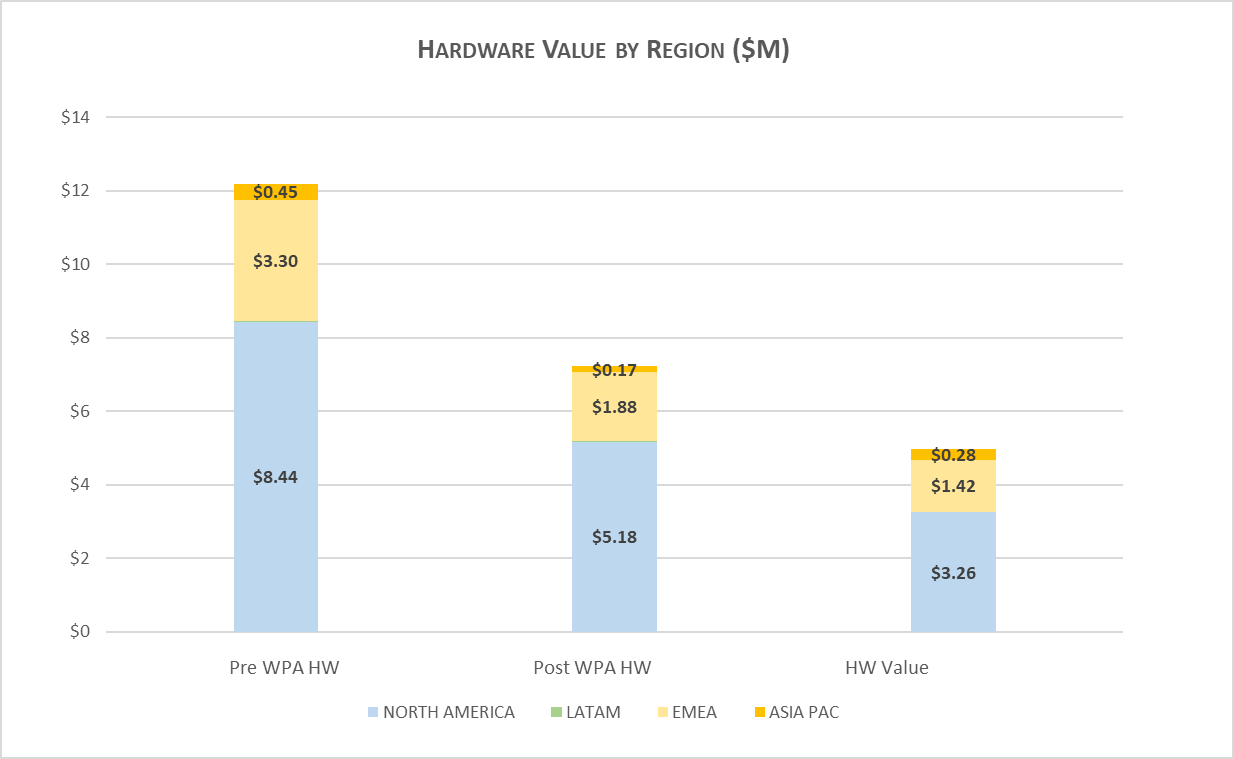 HARDWARE VALUE BY REGION ($M)
$14
$12
$10
$8
$6
$4
$2
$0
$0.45
$3.30
$8.44
$0.17
$1.88
$5.18
$0.28
$1.42
$3.26
Pre WPA HW
Post WPA HW
HW Value
NORTH AMERICA
LATAM
EMEA
ASIA PAC